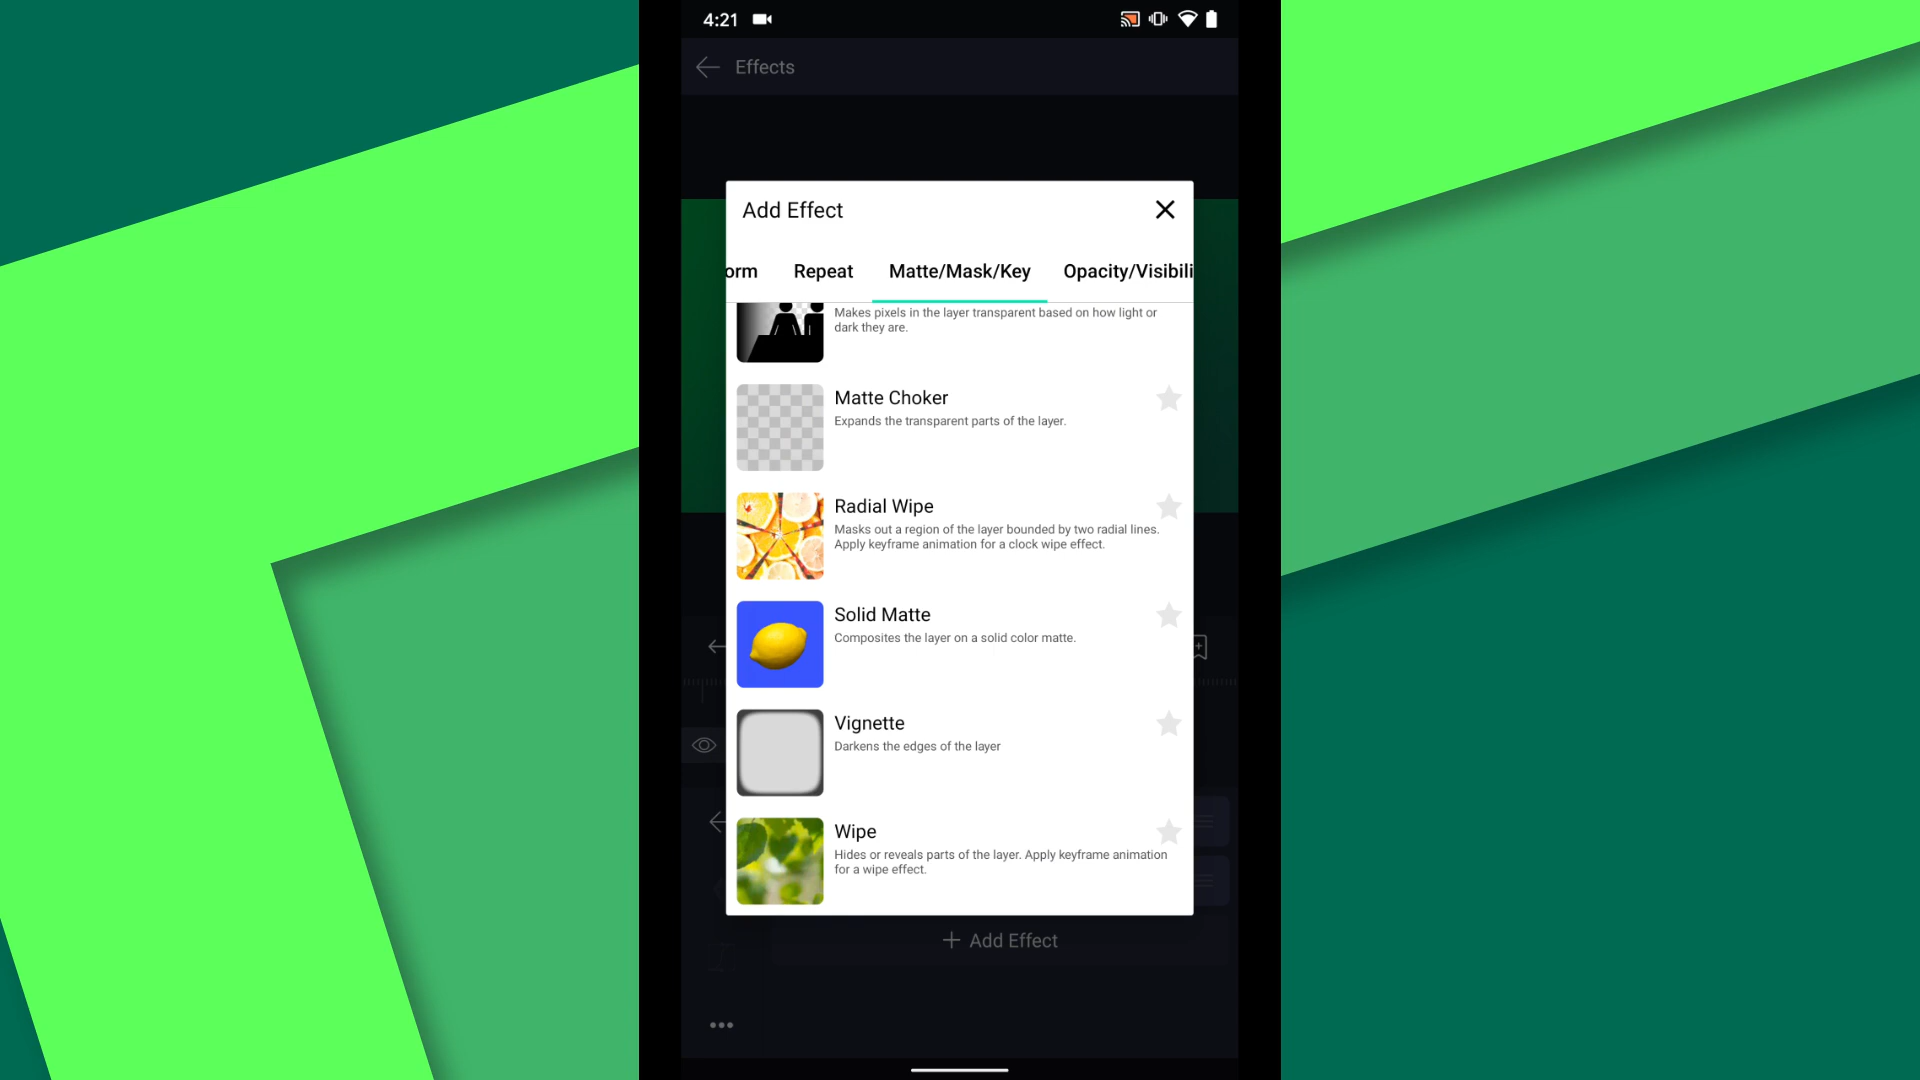 4:21
Effects
Add Effect
orm Repeat Matte/Mask/Key Opacity/Visibili
Makes pixels in the layer transparent based on how light or
dark they are.
Matte Choker
Expands the transparent parts of the layer.
Radial Wipe
Masks out a region of the layer bounded by two radial lines.
Apply keyframe animation for a clock wipe effect.
Solid Matte
Composites the layer on a solid color matte.
Vignette
Darkens the edges of the layer
Wipe
Hides or reveals parts of the layer. Apply keyframe animation
for a wipe effect.
+ Add Effect